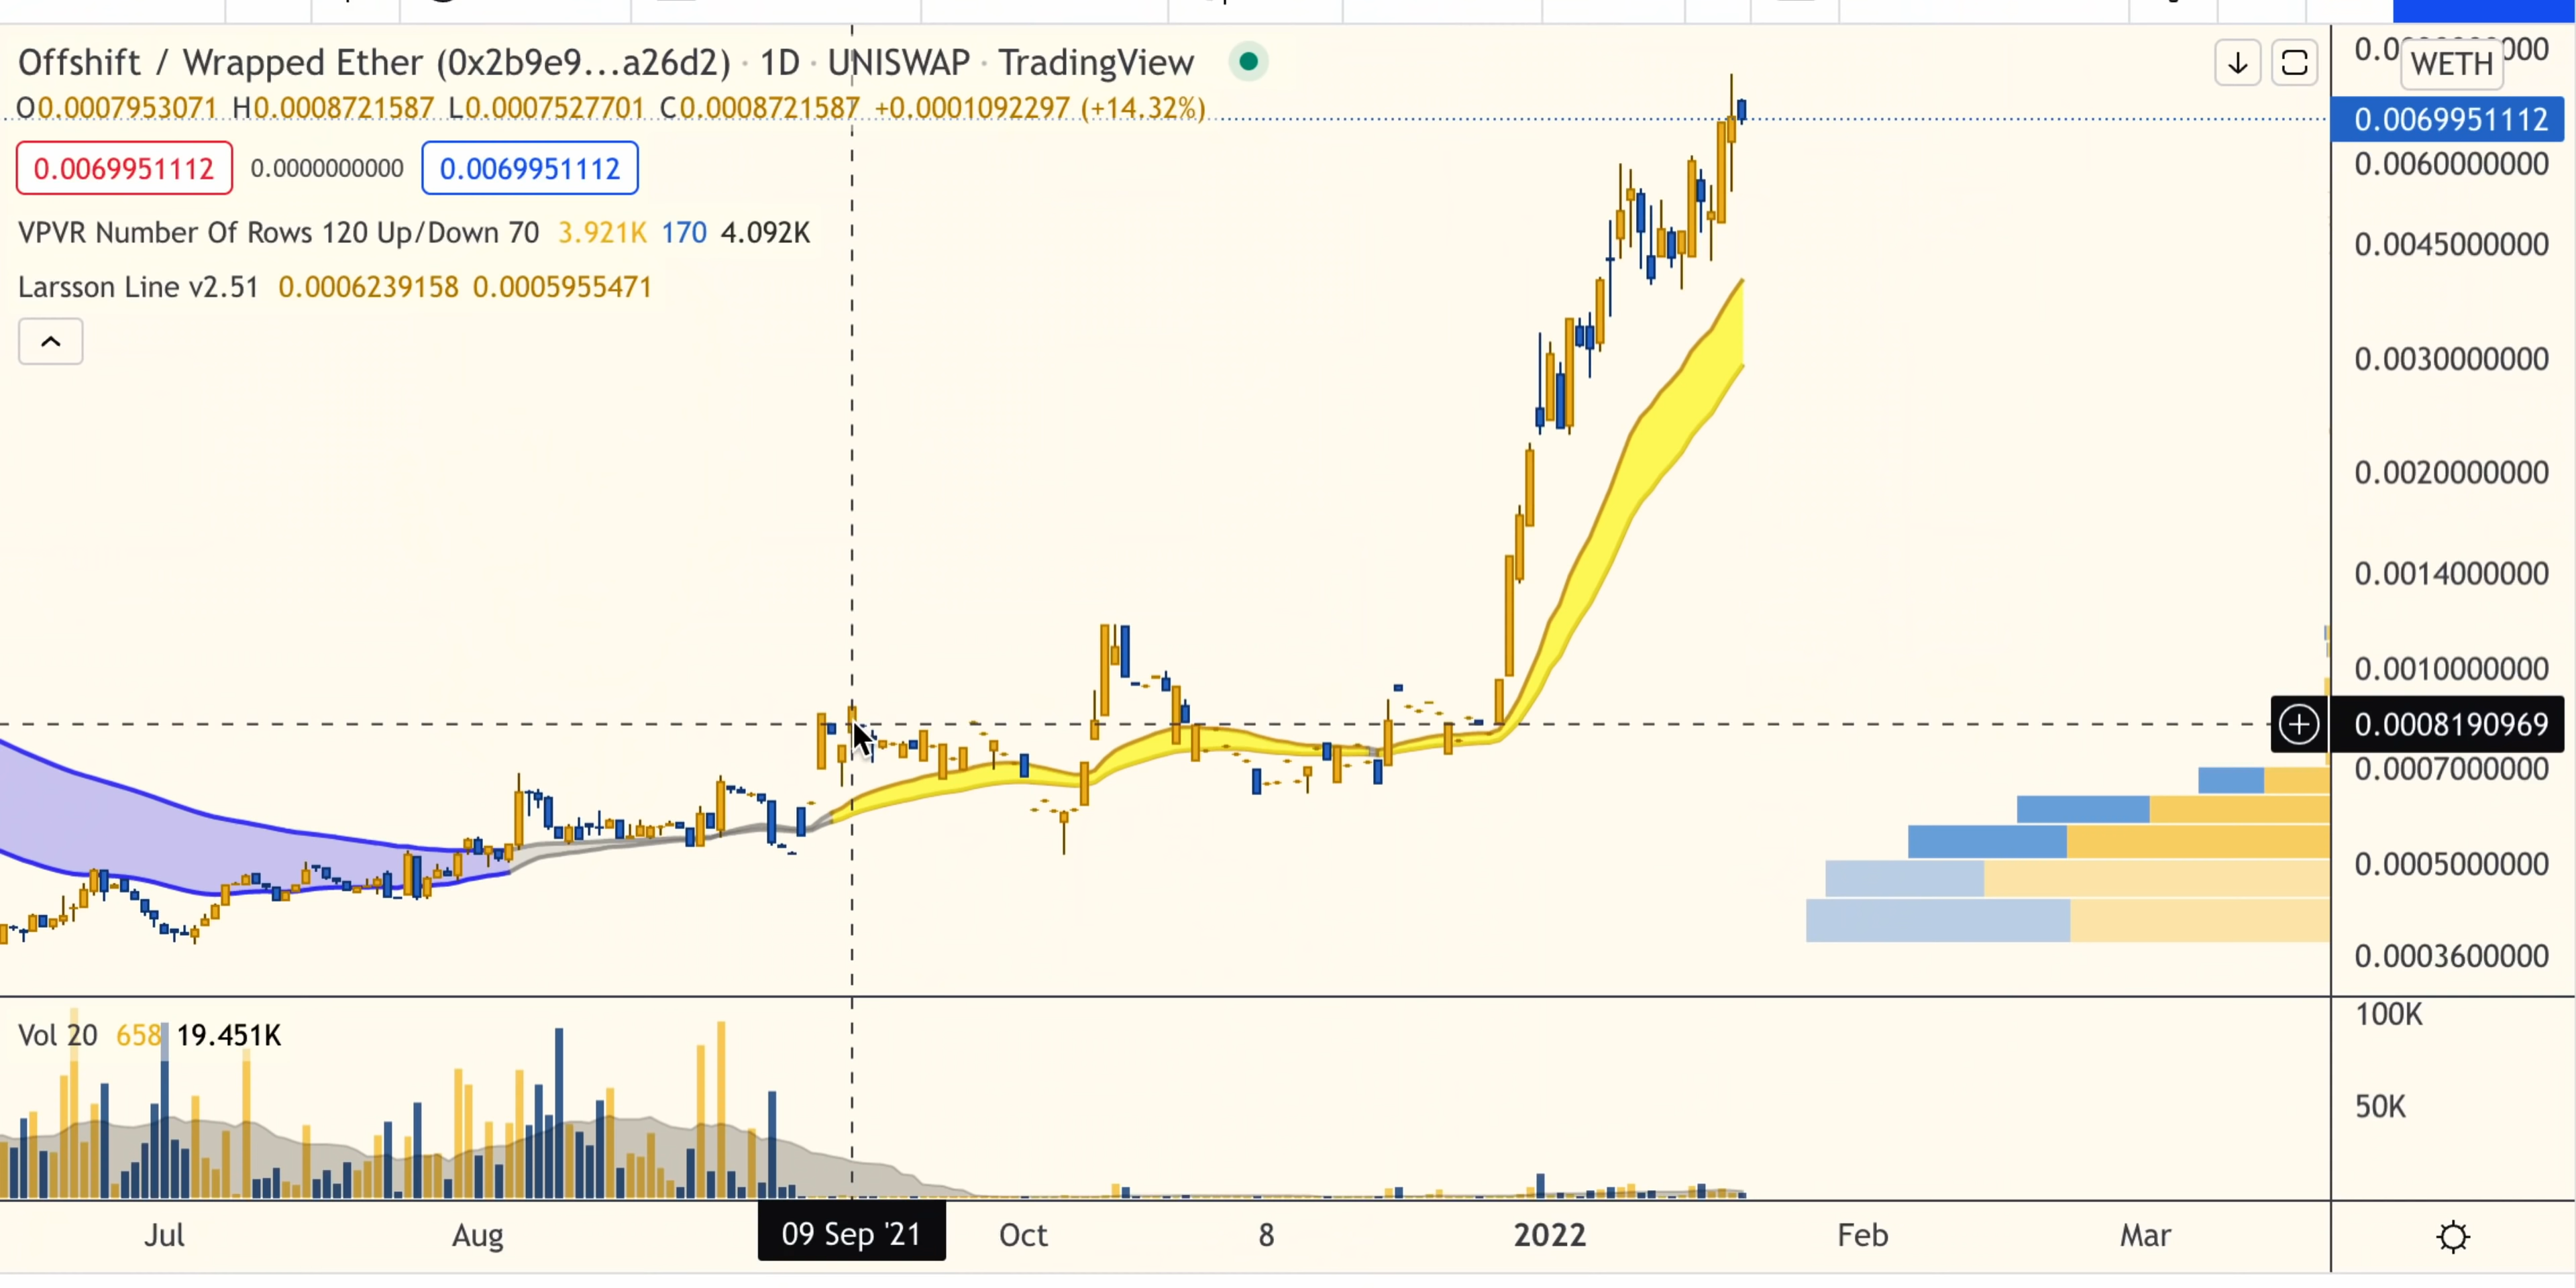 Offshift / Wrapped Ether (0x2b9e9...a26d2) · 1D · UNISWAP · TradingView
O0.0007953071 H0.0008721587 L0.0007527701 C0.0008721587 +0.0001092297 (+14.32%)
0.0069951112 0.0000000000 0.0069951112
VPVR Number Of Rows 120 Up/Down 70 3.921K 170 4.092K
Larsson Line v2.51 0.0006239158 0.0005955471
WETH
0.0069951112
0.0060000000
0.0045000000
0.0030000000
0.0020000000
0.0014000000
0.0010000000
0.0008190969
0.0007000000
0.0005000000
0.0003600000
Vol 20 658 19.451K
100K
50K
Jul Aug 09 Sep '21 Oct 8 2022 Feb Mar